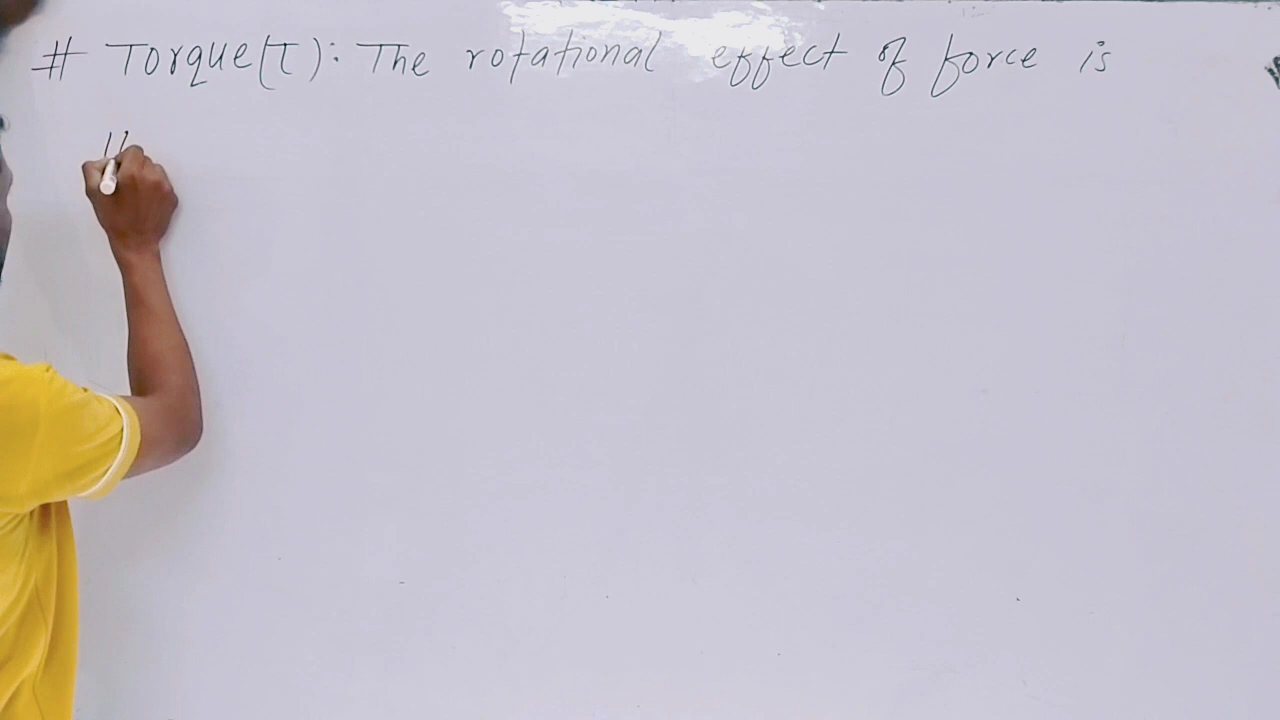 # Torque(τ): The rotational effect of force is